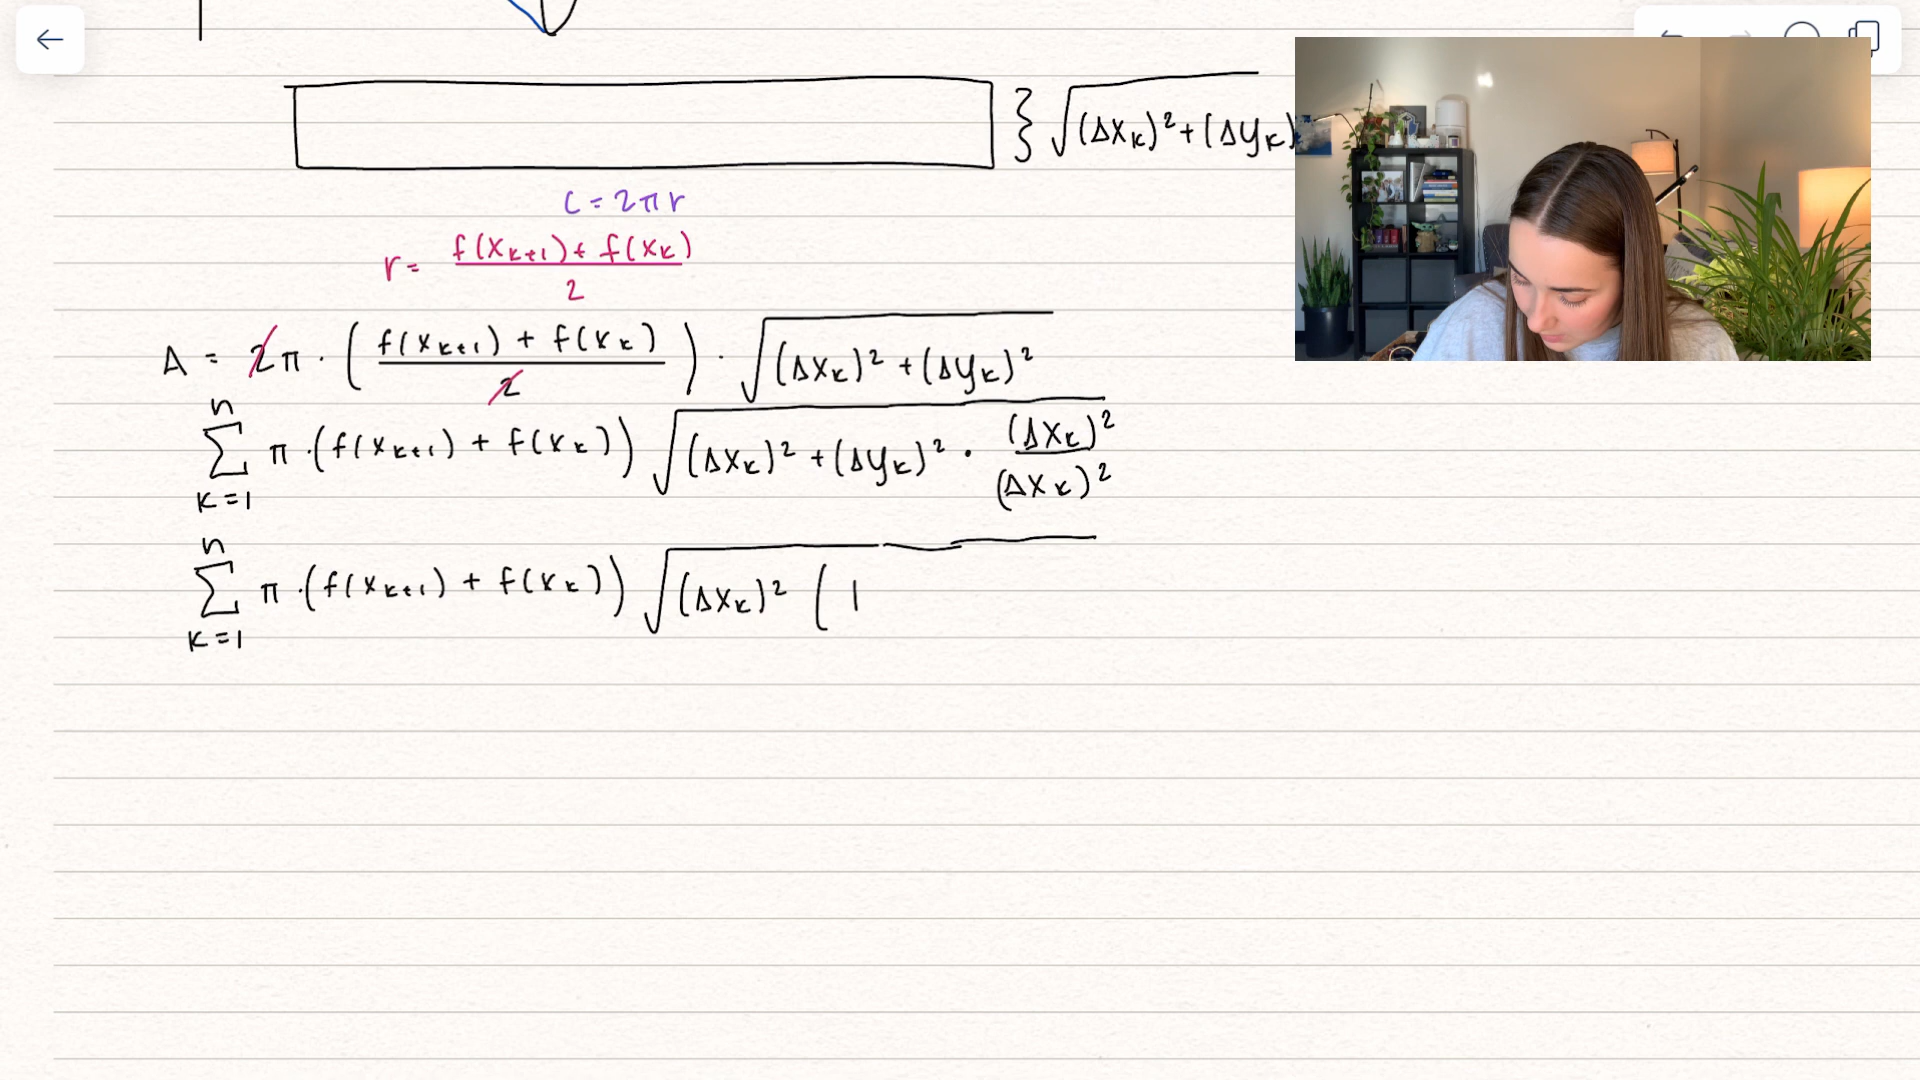 } √(Δxₖ)² + (Δyₖ)
C = 2πr
r = (f(xₖ₊₁) + f(xₖ)) / 2
A = 2π · ( (f(xₖ₊₁) + f(xₖ)) / 2 ) · √((Δxₖ)² + (Δyₖ)²)
n Σ k=1 π · (f(xₖ₊₁) + f(xₖ)) √((Δxₖ)² + (Δyₖ)² · (Δxₖ)² / (Δxₖ)²)
n Σ k=1 π · (f(xₖ₊₁) + f(xₖ)) √((Δxₖ)² ( 1